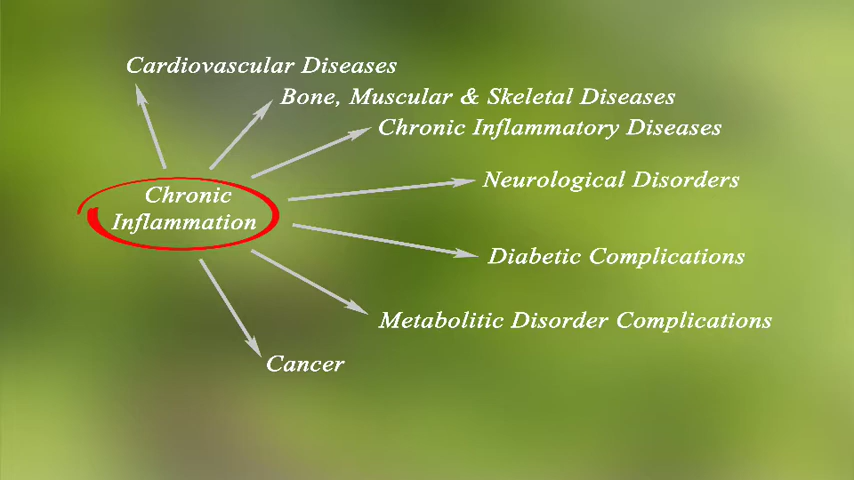 Cardiovascular Diseases
Bone, Muscular & Skeletal Diseases
Chronic Inflammatory Diseases
Chronic
Inflammation
Neurological Disorders
Diabetic Complications
Metabolitic Disorder Complications
Cancer